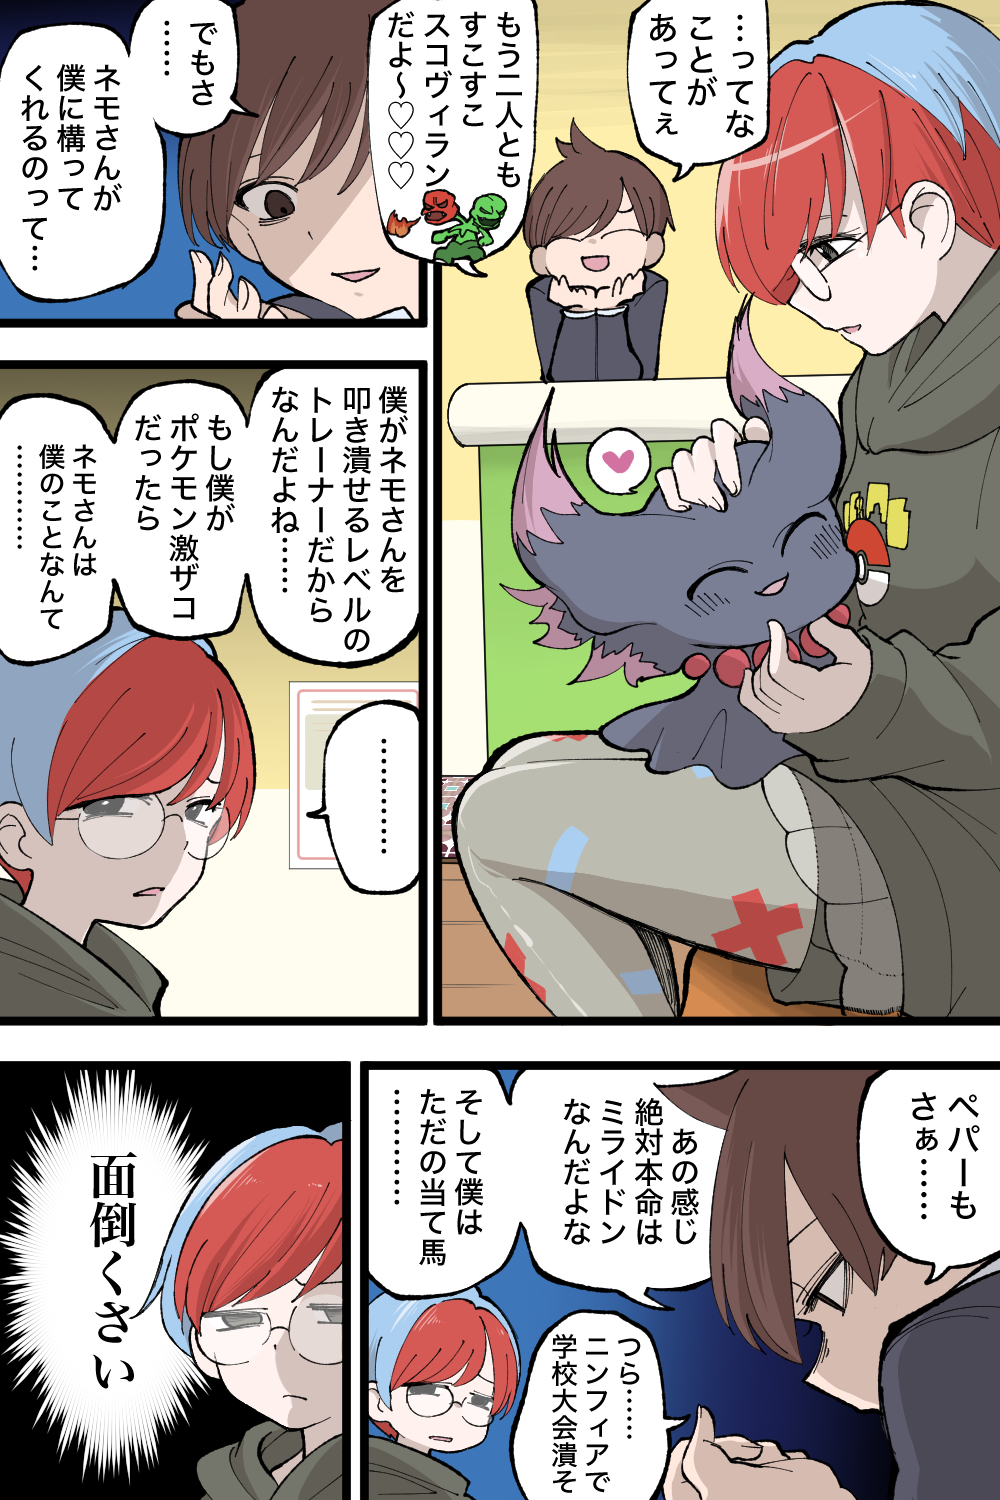 …ってな
ことが
あってぇ
もう二人とも
すこすこ
スコヴィラン
だよ～♡♡♡
でもさ
……
ネモさんが
僕に構って
くれるのって…
僕がネモさんを
叩き潰せるレベルの
トレーナーだから
なんだよね……
もし僕が
ポケモン激ザコ
だったら
ネモさんは
僕のことなんて
…………
…………
ペパーも
さぁ……
あの感じ
絶対本命は
ミライドン
なんだよな
そして僕は
ただの当て馬
…………
つら……
ニンフィアで
学校大会潰そ
面倒くさい